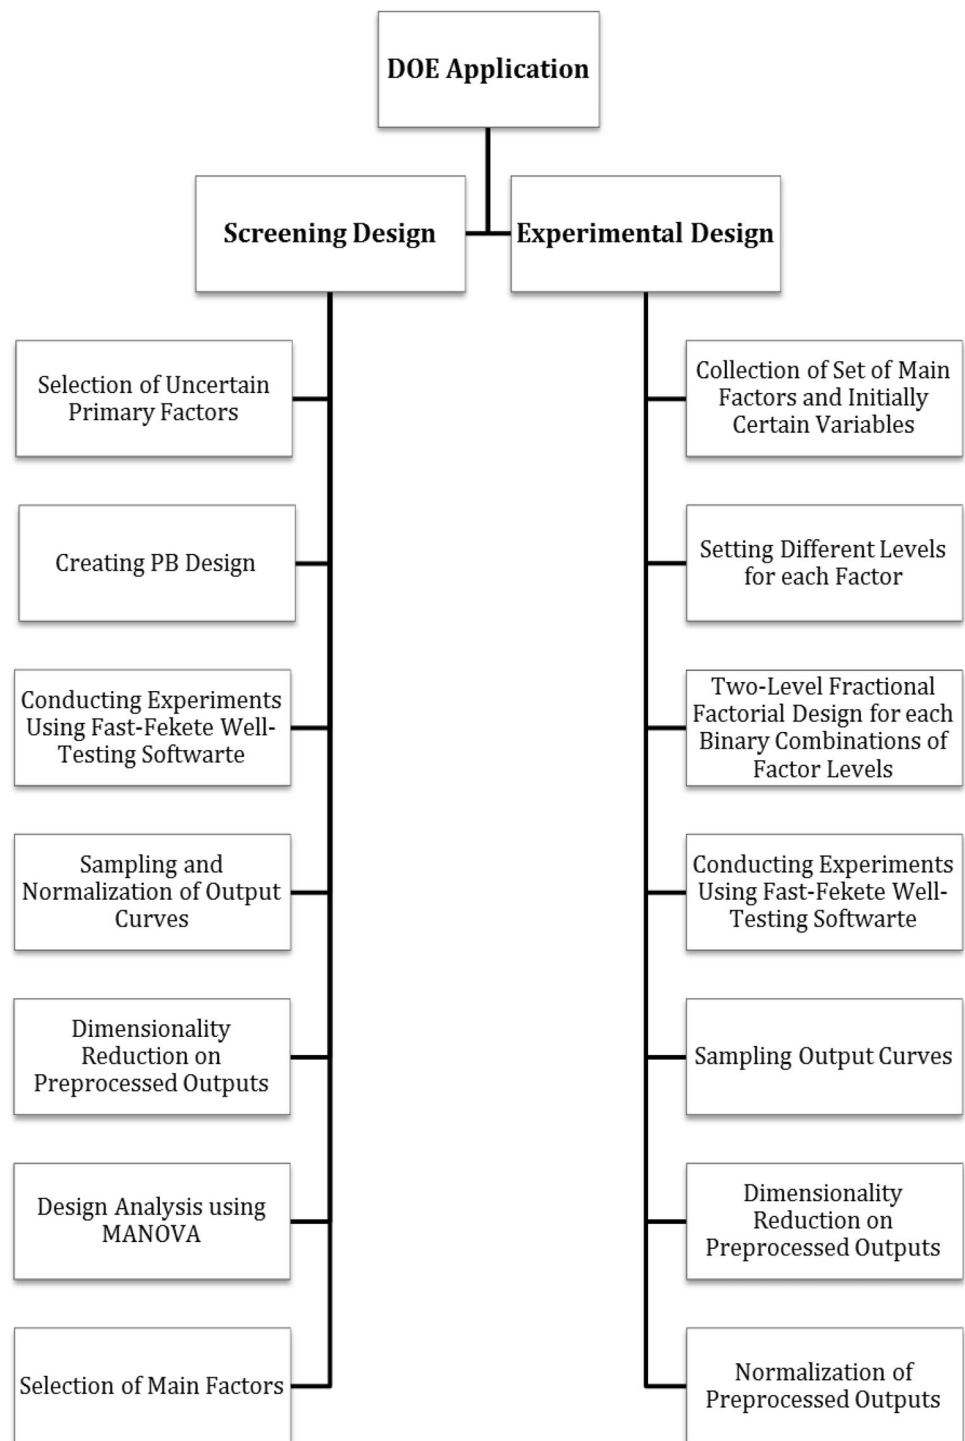 DOE Application
Screening Design
Experimental Design
Selection of Uncertain
Primary Factors
Creating PB Design
Conducting Experiments
Using Fast-Fekete Well-
Testing Softwarte
Sampling and
Normalization of Output
Curves
Dimensionality
Reduction on
Preprocessed Outputs
Design Analysis using
MANOVA
Selection of Main Factors
Collection of Set of Main
Factors and Initially
Certain Variables
Setting Different Levels
for each Factor
Two-Level Fractional
Factorial Design for each
Binary Combinations of
Factor Levels
Conducting Experiments
Using Fast-Fekete Well-
Testing Softwarte
Sampling Output Curves
Dimensionality
Reduction on
Preprocessed Outputs
Normalization of
Preprocessed Outputs